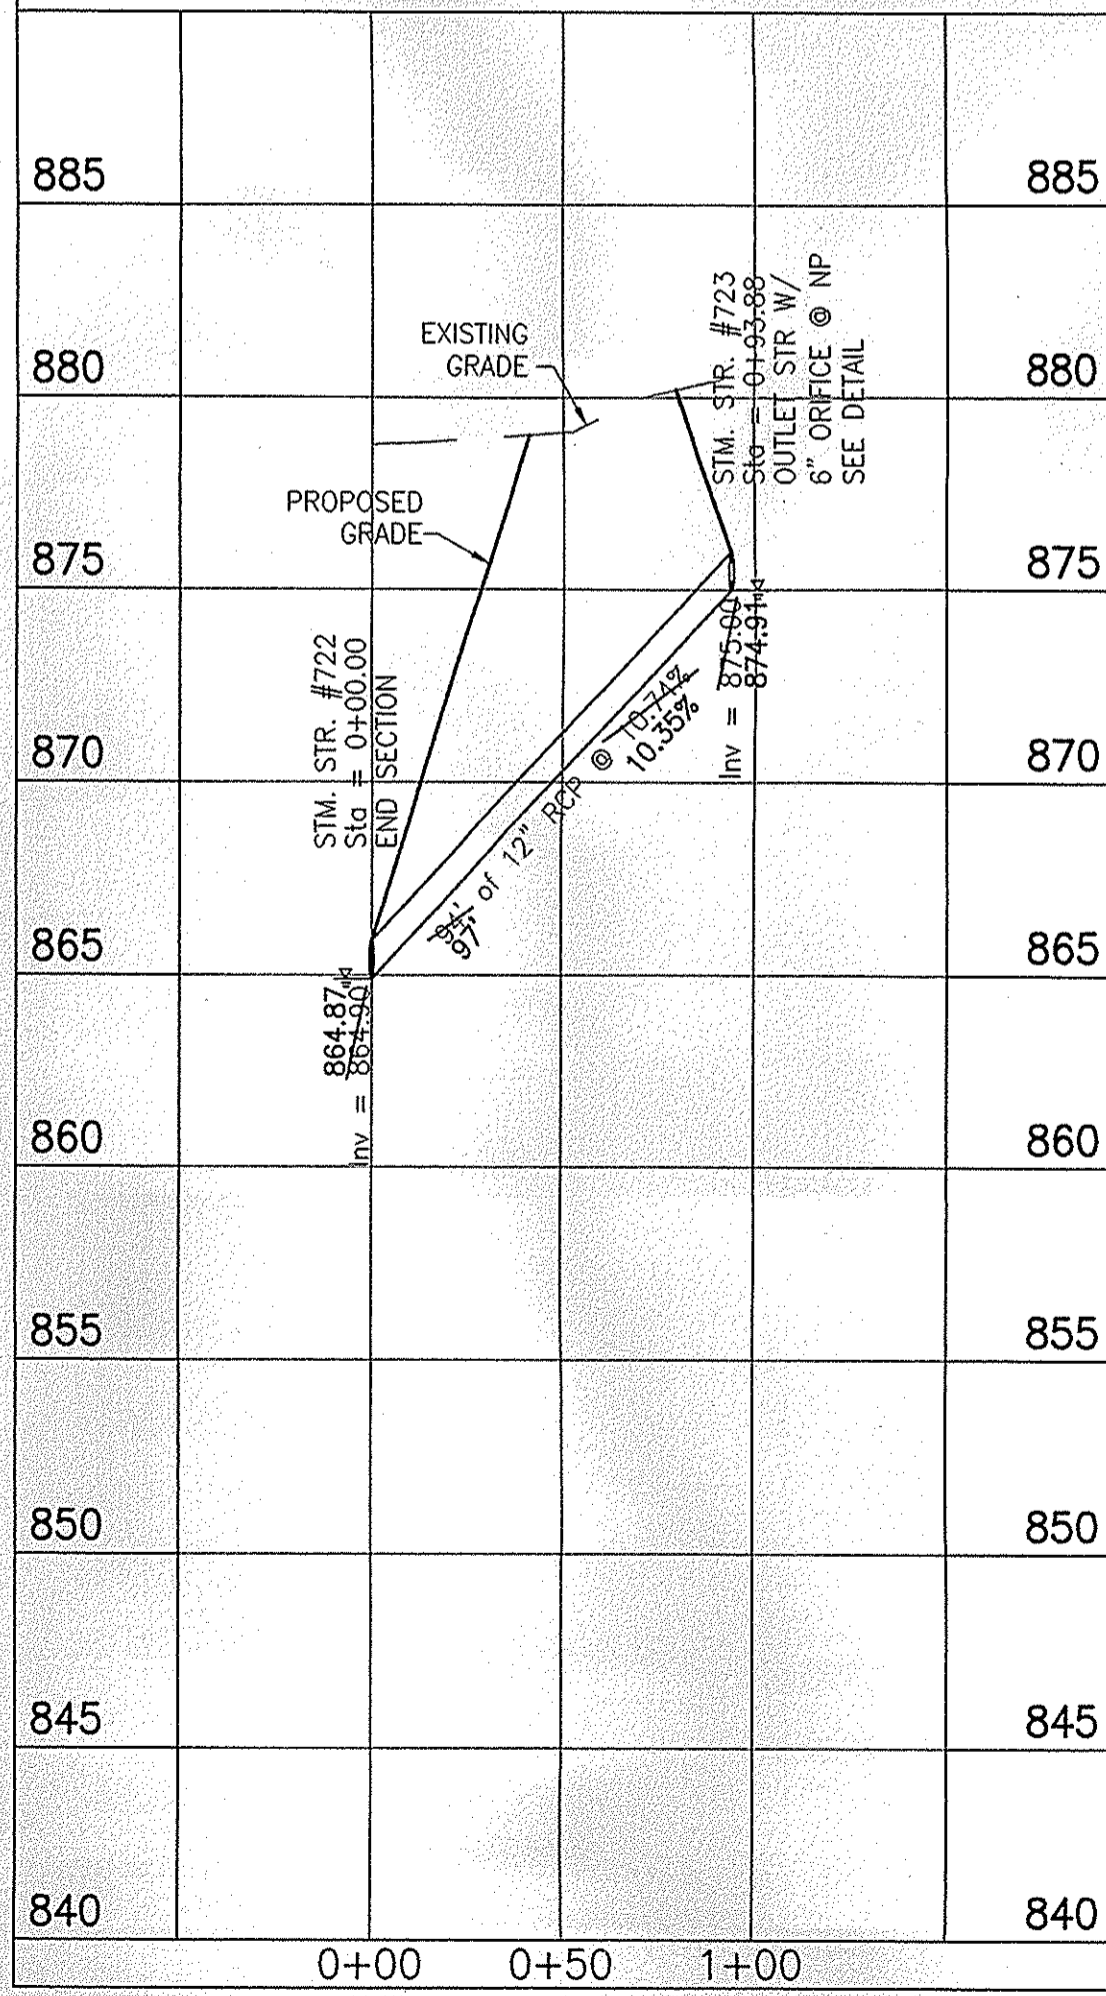 885
885
EXISTING
GRADE
880
880
STM. STR. #723
Sta = 0+93.88
OUTLET STR W/
6" ORIFICE @ NP
SEE DETAIL
PROPOSED
GRADE
875
875
Inv = 875.00
874.91
STM. STR. #722
Sta = 0+00.00
END SECTION
870
870
94' of 12" RCP @ 10.74%
97'
10.35%
865
865
864.87
Inv = 864.90
860
860
855
855
850
850
845
845
840
840
0+00
0+50
1+00